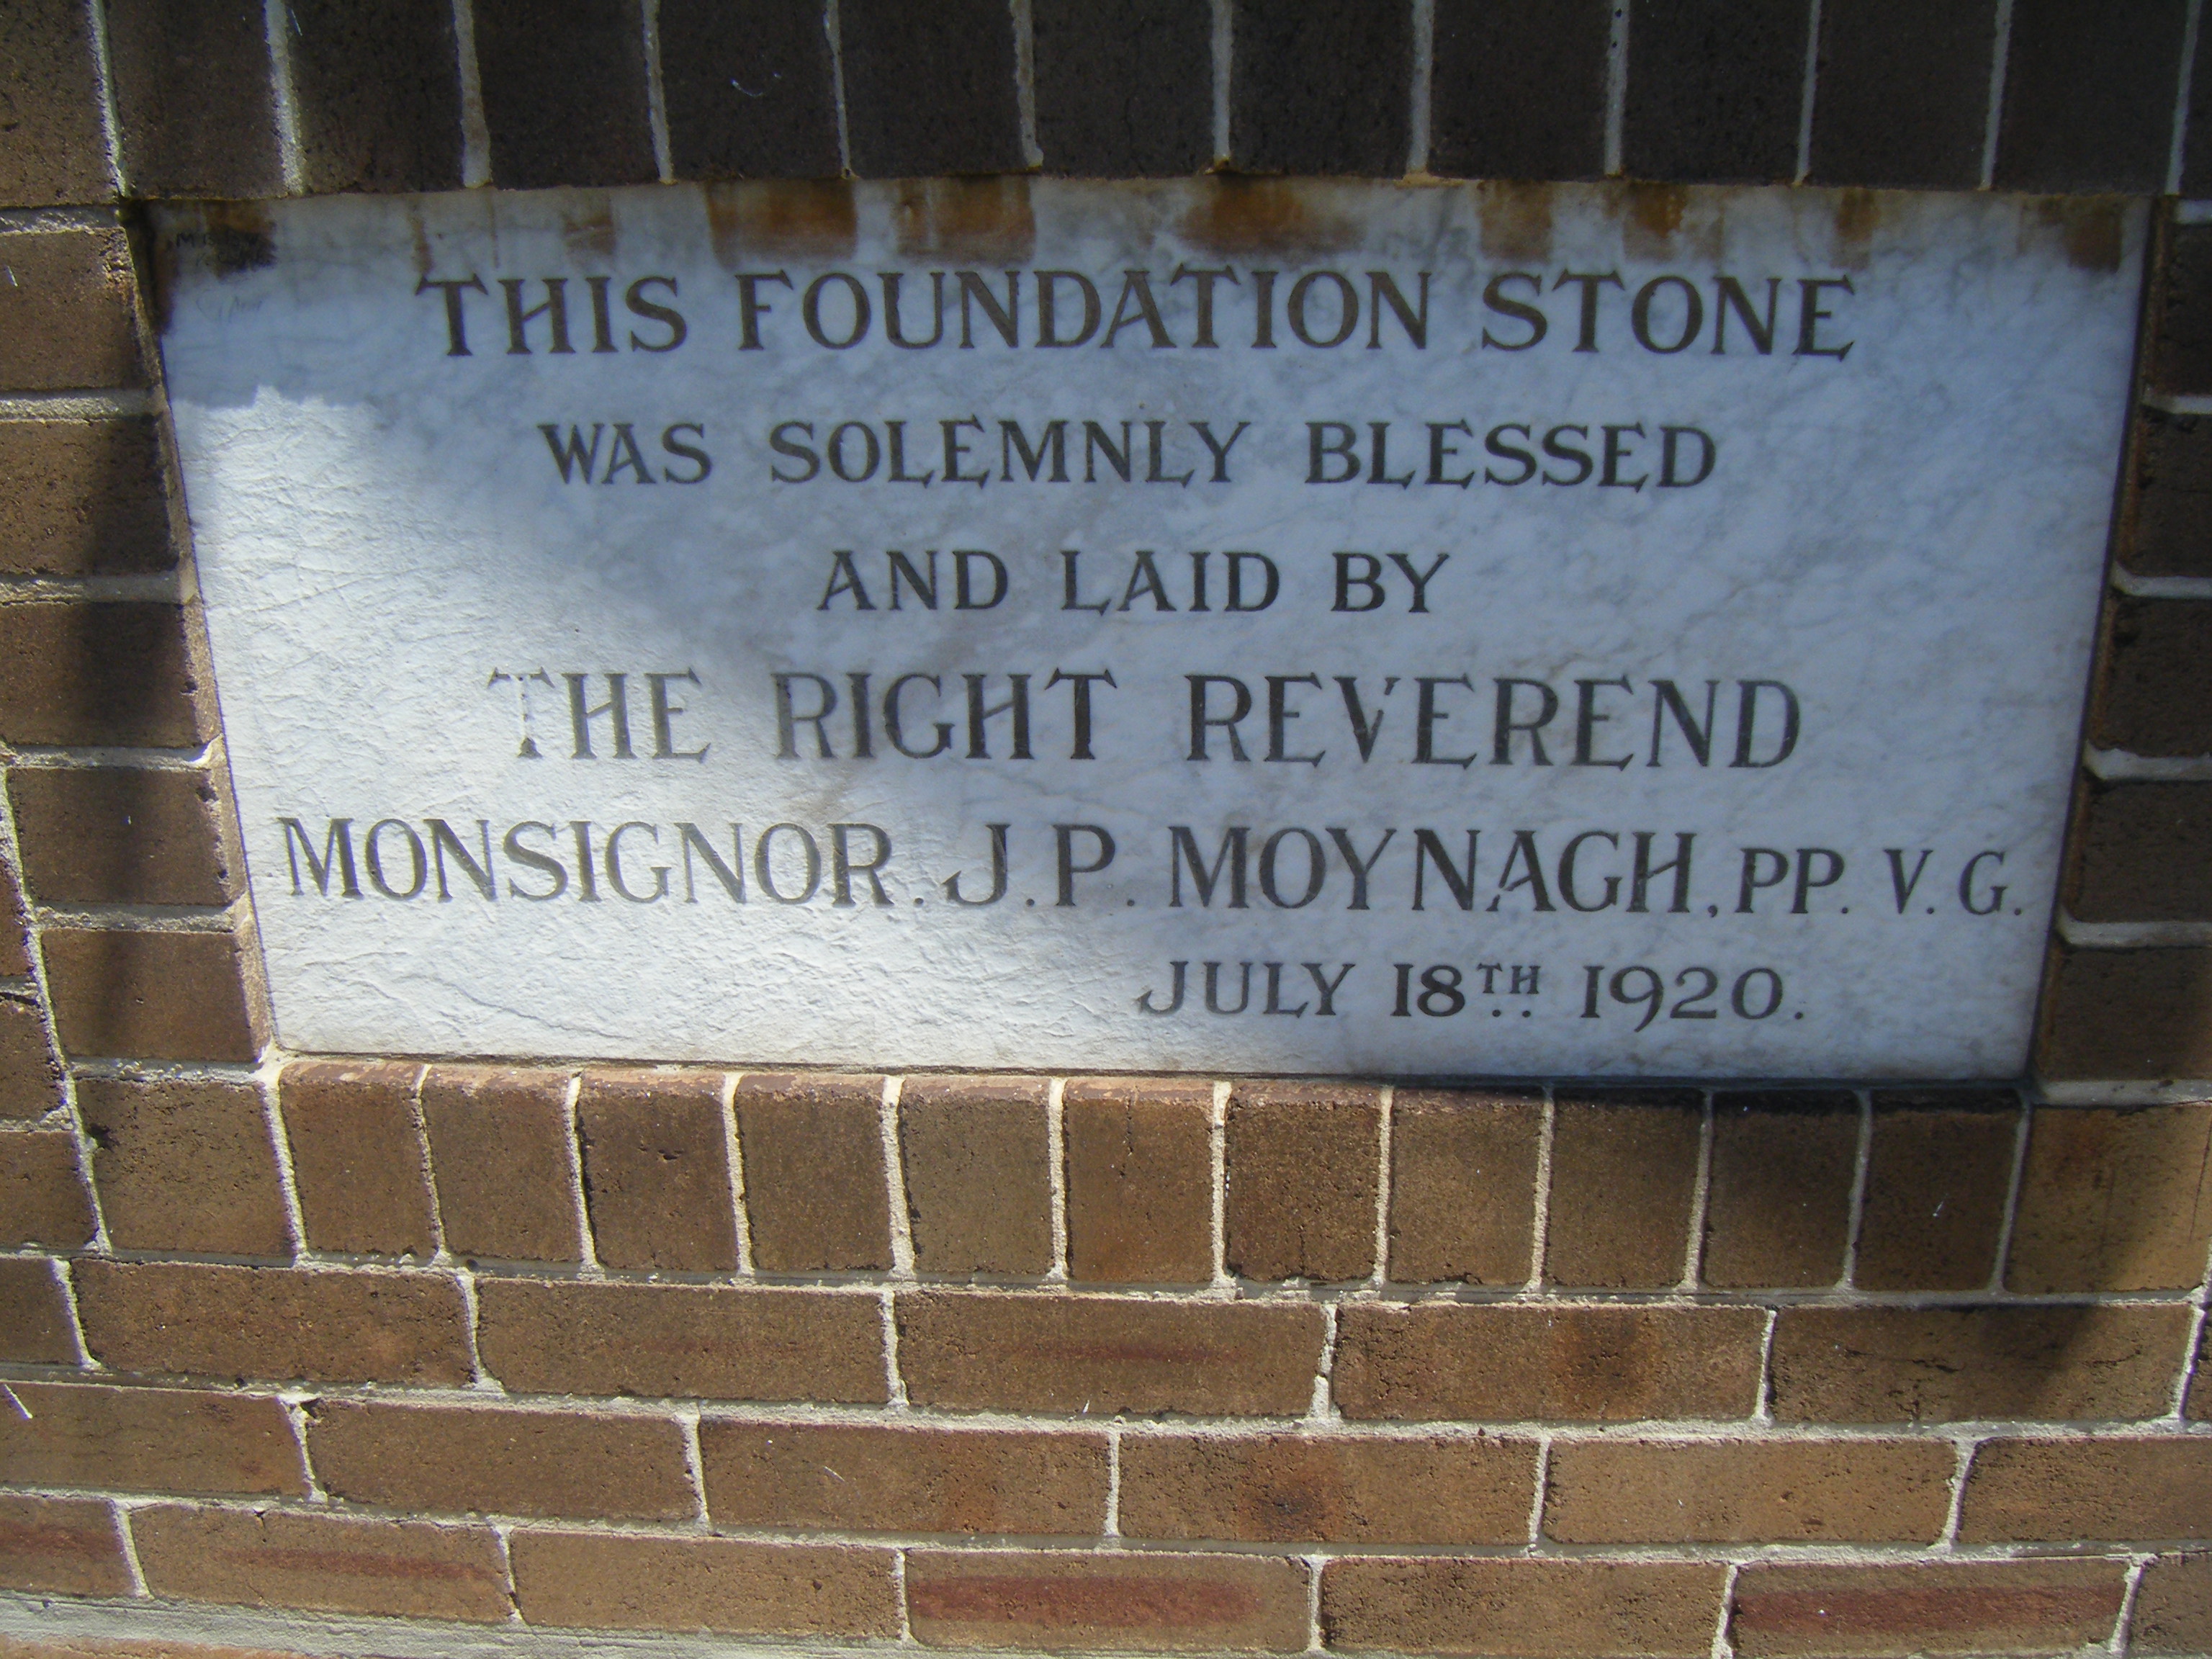 THIS FOUNDATION STONE
WAS SOLEMNLY BLESSED
AND LAID BY
THE RIGHT REVEREND
MONSIGNOR. J. P. MOYNAGH, PP. V. G.
JULY 18TH 1920.